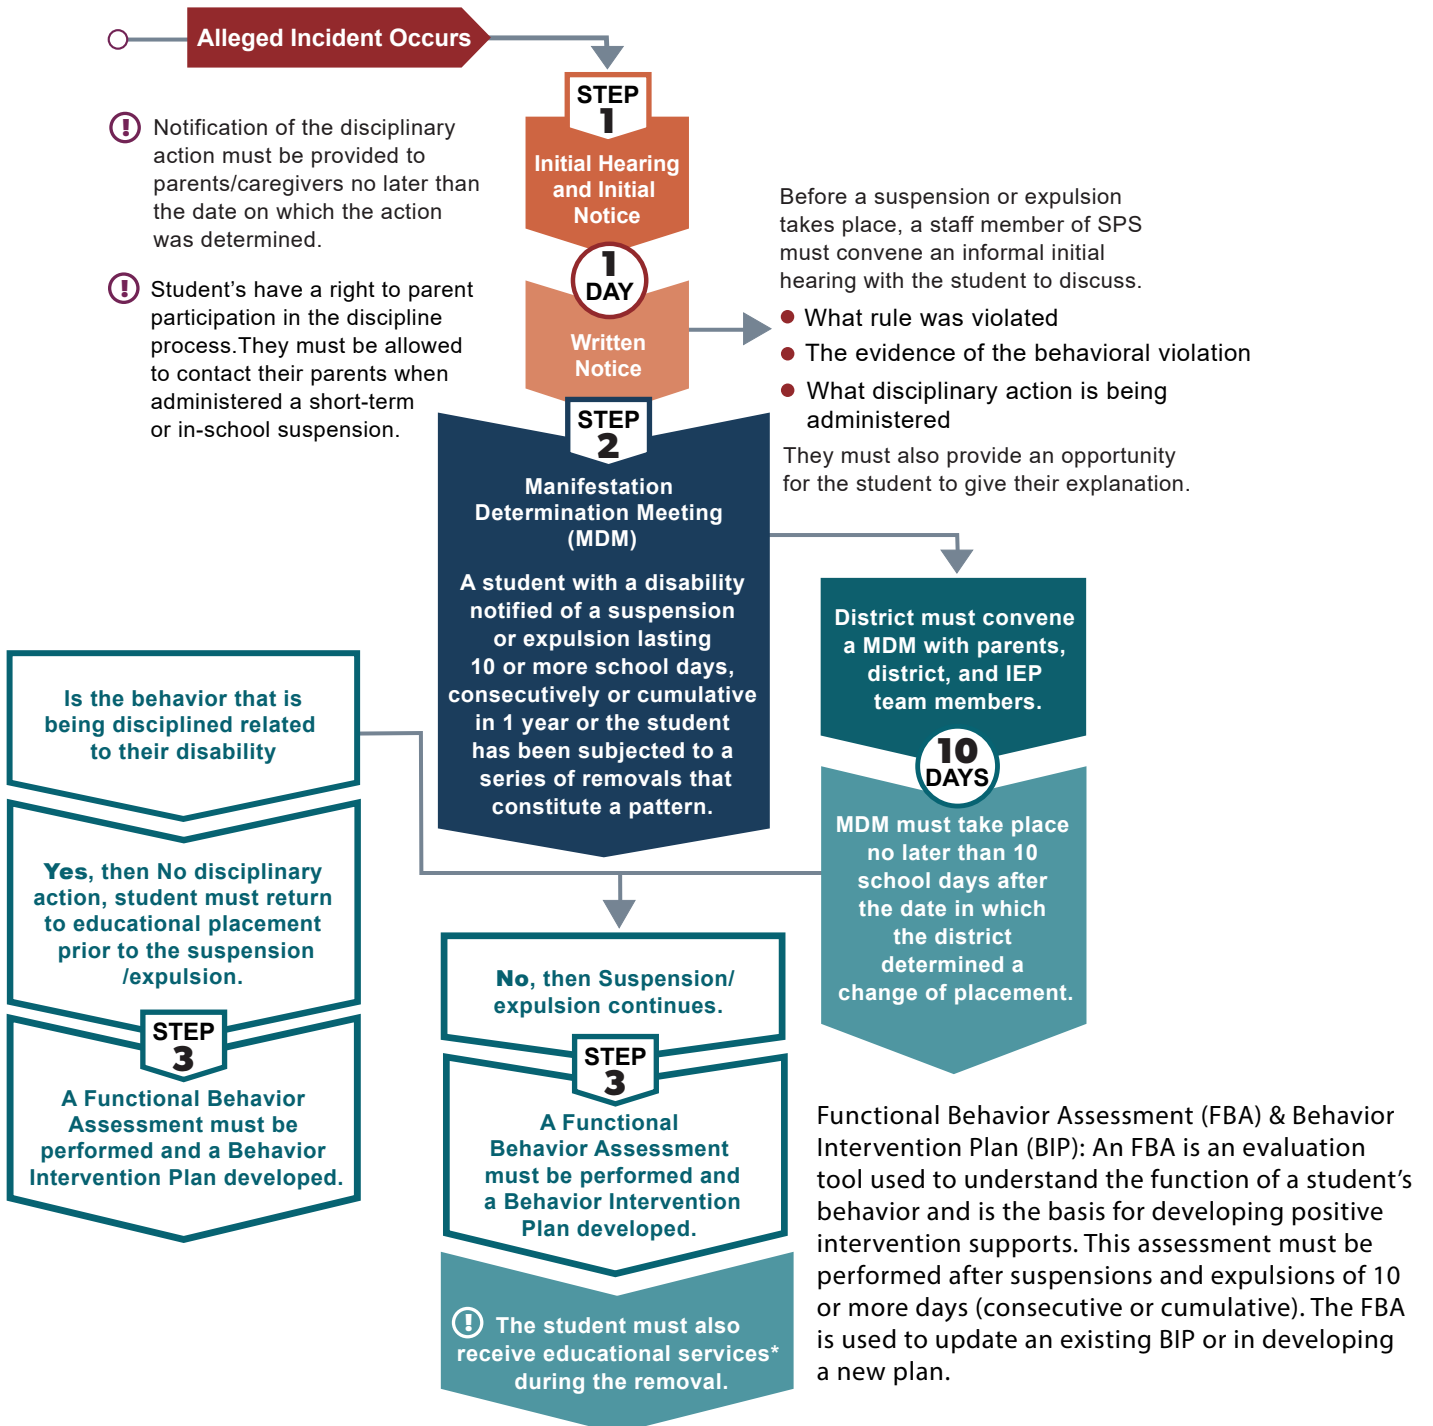 Alleged Incident Occurs
STEP
1
Initial Hearing
and Initial
Notice
Notification of the disciplinary
action must be provided to
parents/caregivers no later than
the date on which the action
was determined.
Student’s have a right to parent
participation in the discipline
process.They must be allowed
to contact their parents when
administered a short-term
or in-school suspension.
1
DAY
Written
Notice
Before a suspension or expulsion
takes place, a staff member of SPS
must convene an informal initial
hearing with the student to discuss.
● What rule was violated
● The evidence of the behavioral violation
● What disciplinary action is being
administered
They must also provide an opportunity
for the student to give their explanation.
STEP
2
Manifestation
Determination Meeting
(MDM)
A student with a disability
notified of a suspension
or expulsion lasting
10 or more school days,
consecutively or cumulative
in 1 year or the student
has been subjected to a
series of removals that
constitute a pattern.
District must convene
a MDM with parents,
district, and IEP
team members.
10
DAYS
MDM must take place
no later than 10
school days after
the date in which
the district
determined a
change of placement.
Is the behavior that is
being disciplined related
to their disability
Yes, then No disciplinary
action, student must return
to educational placement
prior to the suspension
/expulsion.
STEP
3
A Functional Behavior
Assessment must be
performed and a Behavior
Intervention Plan developed.
No, then Suspension/
expulsion continues.
STEP
3
A Functional
Behavior Assessment
must be performed and
a Behavior Intervention
Plan developed.
! The student must also
receive educational services*
during the removal.
Functional Behavior Assessment (FBA) & Behavior
Intervention Plan (BIP): An FBA is an evaluation
tool used to understand the function of a student’s
behavior and is the basis for developing positive
intervention supports. This assessment must be
performed after suspensions and expulsions of 10
or more days (consecutive or cumulative). The FBA
is used to update an existing BIP or in developing
a new plan.